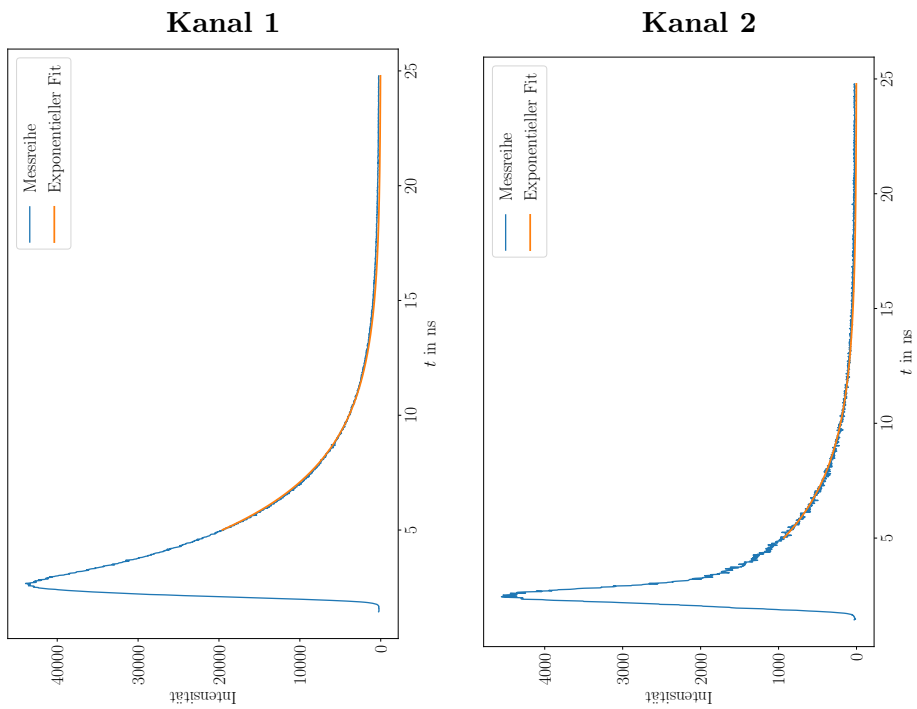 Kanal 1
Messreihe
Exponentieller Fit
Intensität
40000
30000
20000
10000
0
5
10
15
20
25
t in ns
Kanal 2
Messreihe
Exponentieller Fit
Intensität
4000
3000
2000
1000
0
5
10
15
20
25
t in ns